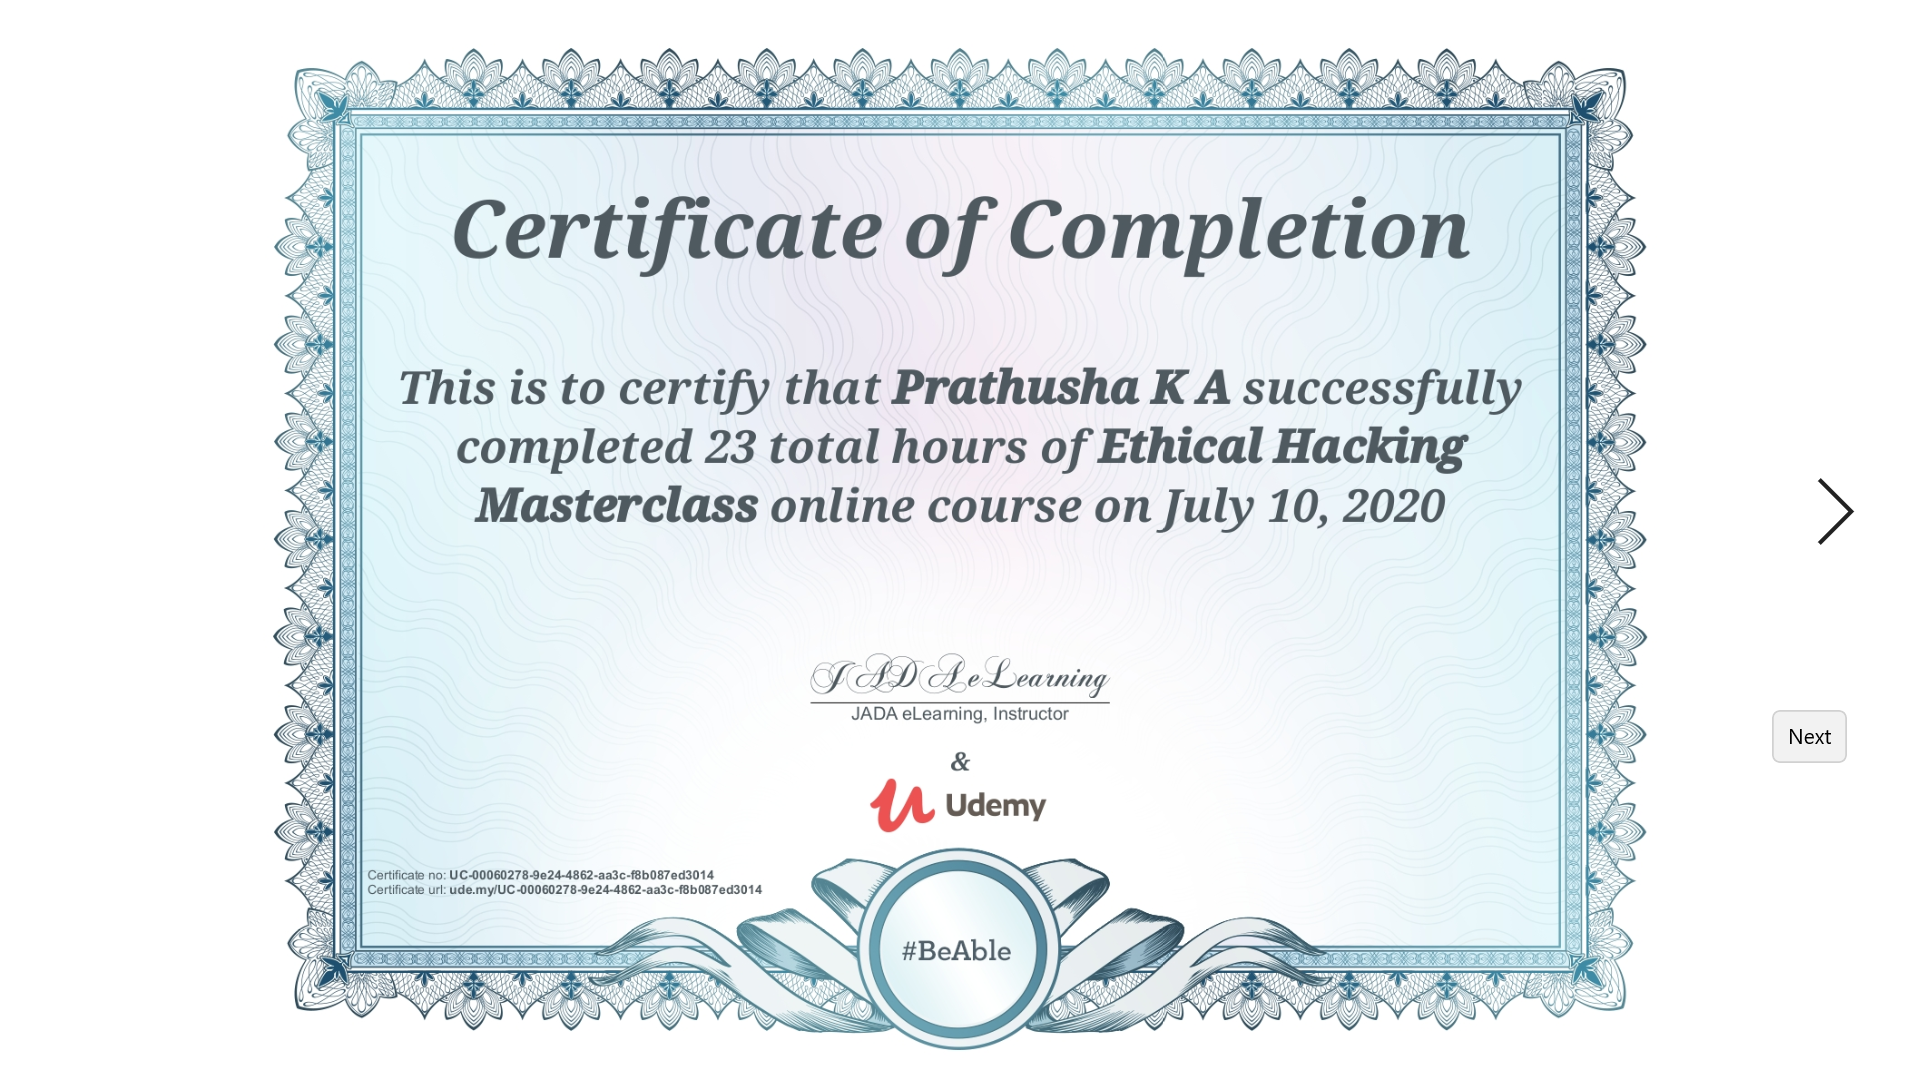 Certificate of Completion
This is to certify that Prathusha K A successfully
completed 23 total hours of Ethical Hacking
Masterclass online course on July 10, 2020
JADA eLearning
JADA eLearning, Instructor
Next
&
Udemy
Certificate no: UC-00060278-9e24-4862-aa3c-f8b087ed3014
Certificate url: ude.my/UC-00060278-9e24-4862-aa3c-f8b087ed3014
#BeAble